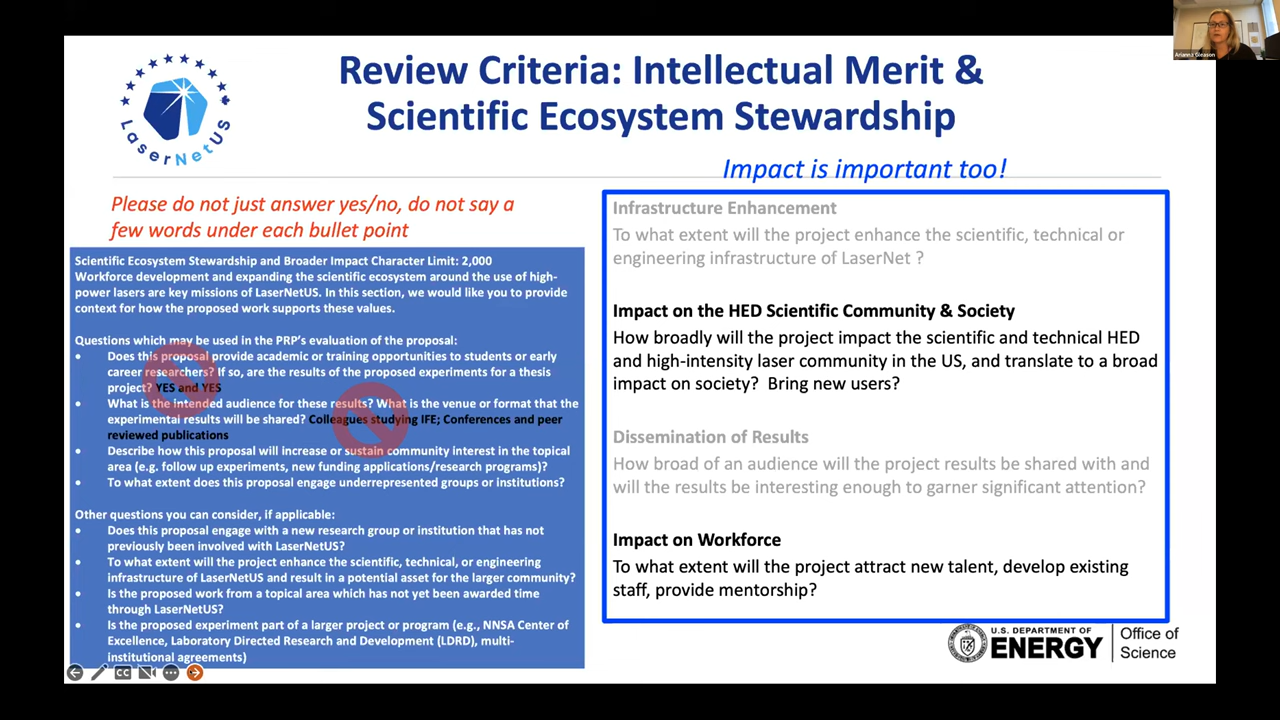 Review Criteria: Intellectual Merit &
Scientific Ecosystem Stewardship
LaserNetUS
Arianna Gleason
Impact is important too!
Please do not just answer yes/no, do not say a
few words under each bullet point
Scientific Ecosystem Stewardship and Broader Impact Character Limit: 2,000
Workforce development and expanding the scientific ecosystem around the use of high-
power lasers are key missions of LaserNetUS. In this section, we would like you to provide
context for how the proposed work supports these values.
Questions which may be used in the PRP's evaluation of the proposal:
• Does this proposal provide academic or training opportunities to students or early
career researchers? If so, are the results of the proposed experiments for a thesis
project? YES and YES
• What is the intended audience for these results? What is the venue or format that the
experimental results will be shared? Colleagues studying IFE; Conferences and peer
reviewed publications
• Describe how this proposal will increase or sustain community interest in the topical
area (e.g. follow up experiments, new funding applications/research programs)?
• To what extent does this proposal engage underrepresented groups or institutions?
Other questions you can consider, if applicable:
• Does this proposal engage with a new research group or institution that has not
previously been involved with LaserNetUS?
• To what extent will the project enhance the scientific, technical, or engineering
infrastructure of LaserNetUS and result in a potential asset for the larger community?
• Is the proposed work from a topical area which has not yet been awarded time
through LaserNetUS?
• Is the proposed experiment part of a larger project or program (e.g., NNSA Center of
Excellence, Laboratory Directed Research and Development (LDRD), multi-
institutional agreements)
CC
Infrastructure Enhancement
To what extent will the project enhance the scientific, technical or
engineering infrastructure of LaserNet ?
Impact on the HED Scientific Community & Society
How broadly will the project impact the scientific and technical HED
and high-intensity laser community in the US, and translate to a broad
impact on society?  Bring new users?
Dissemination of Results
How broad of an audience will the project results be shared with and
will the results be interesting enough to garner significant attention?
Impact on Workforce
To what extent will the project attract new talent, develop existing
staff, provide mentorship?
U.S. DEPARTMENT OF
ENERGY
Office of
Science